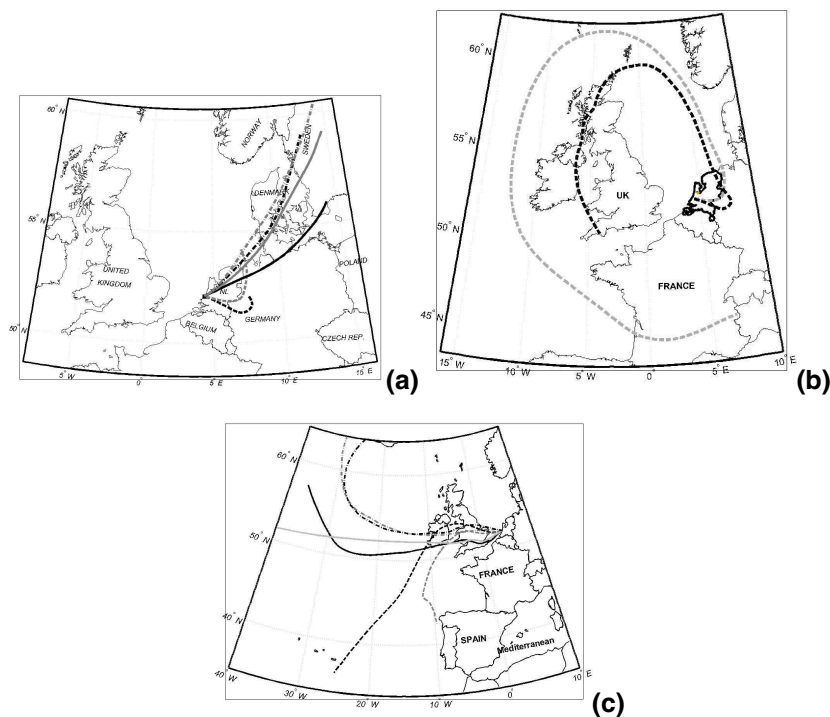 60° N
55° N
50° N
5° W
0°
5° E
10° E
15° E
NORWAY
SWEDEN
DENMARK
UNITED
KINGDOM
NL
POLAND
GERMANY
BELGIUM
CZECH REP.
(a)
60° N
55° N
50° N
45° N
15° W
10° W
5° W
0°
5° E
10° E
UK
FRANCE
(b)
60° N
50° N
40° N
40° W
30° W
20° W
10° W
0°
10° E
FRANCE
SPAIN
Mediterranean
(c)